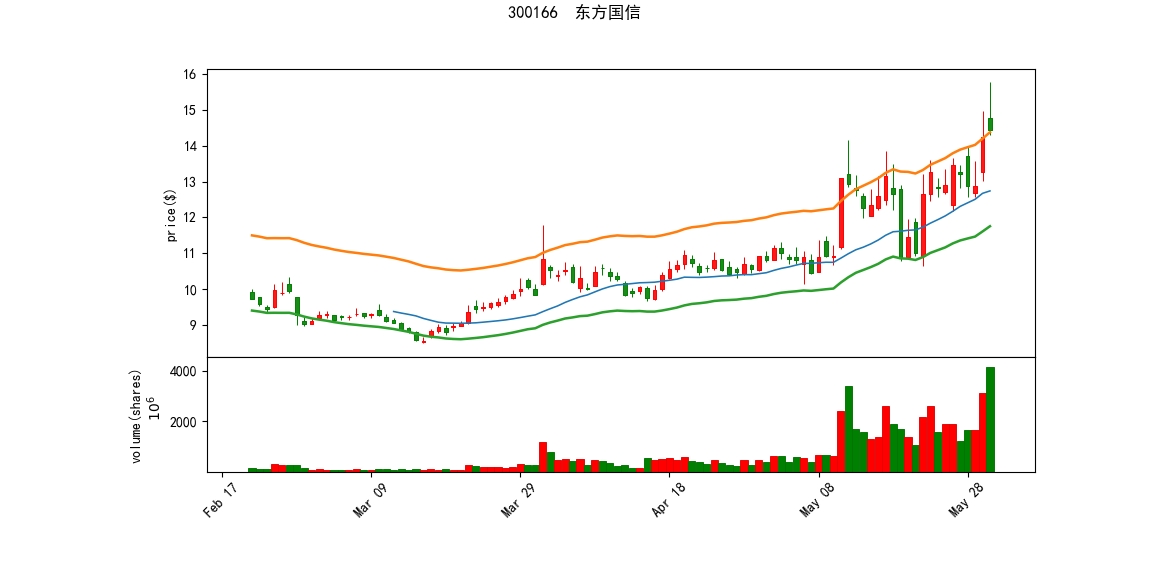 300166  东方国信
price($)
16
15
14
13
12
11
10
9
volume(shares)
10^6
4000
2000
Feb 17
Mar 09
Mar 29
Apr 18
May 08
May 28